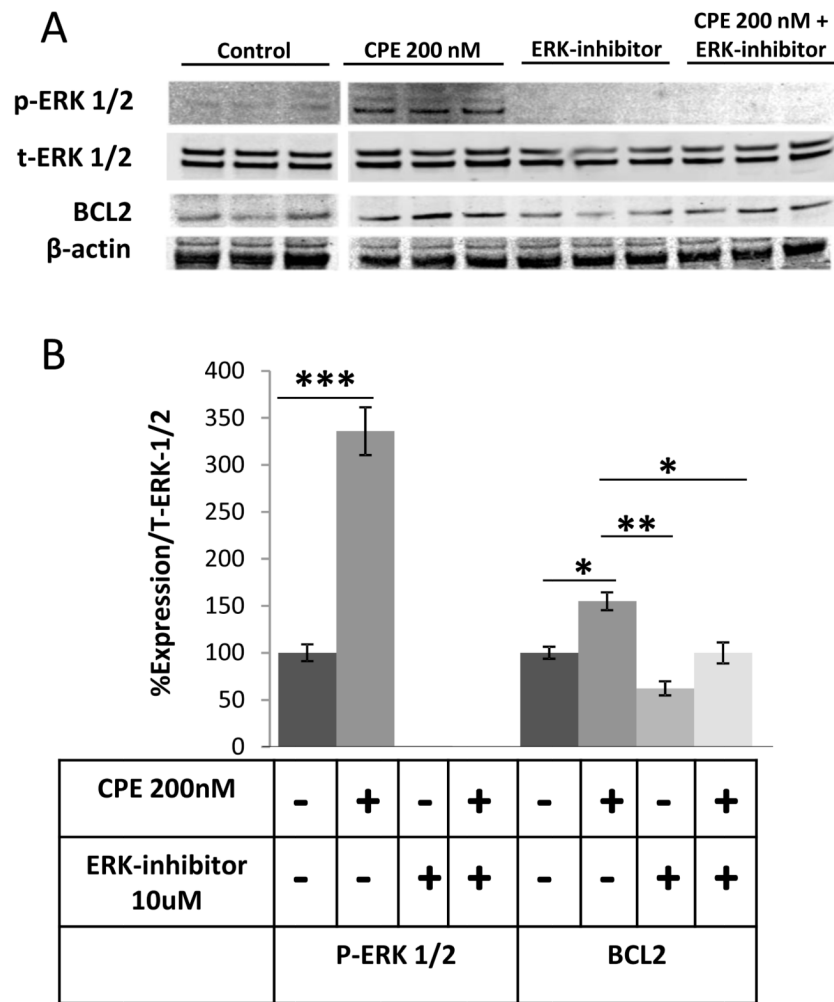 A
Control
CPE 200 nM
ERK-inhibitor
CPE 200 nM +
ERK-inhibitor
p-ERK 1/2
t-ERK 1/2
BCL2
β-actin
B
%Expression/T-ERK-1/2
400
350
300
250
200
150
100
50
0
***
*
**
*
CPE 200nM - + - + - + - +
ERK-inhibitor
10uM - - + + - - + +
P-ERK 1/2 BCL2